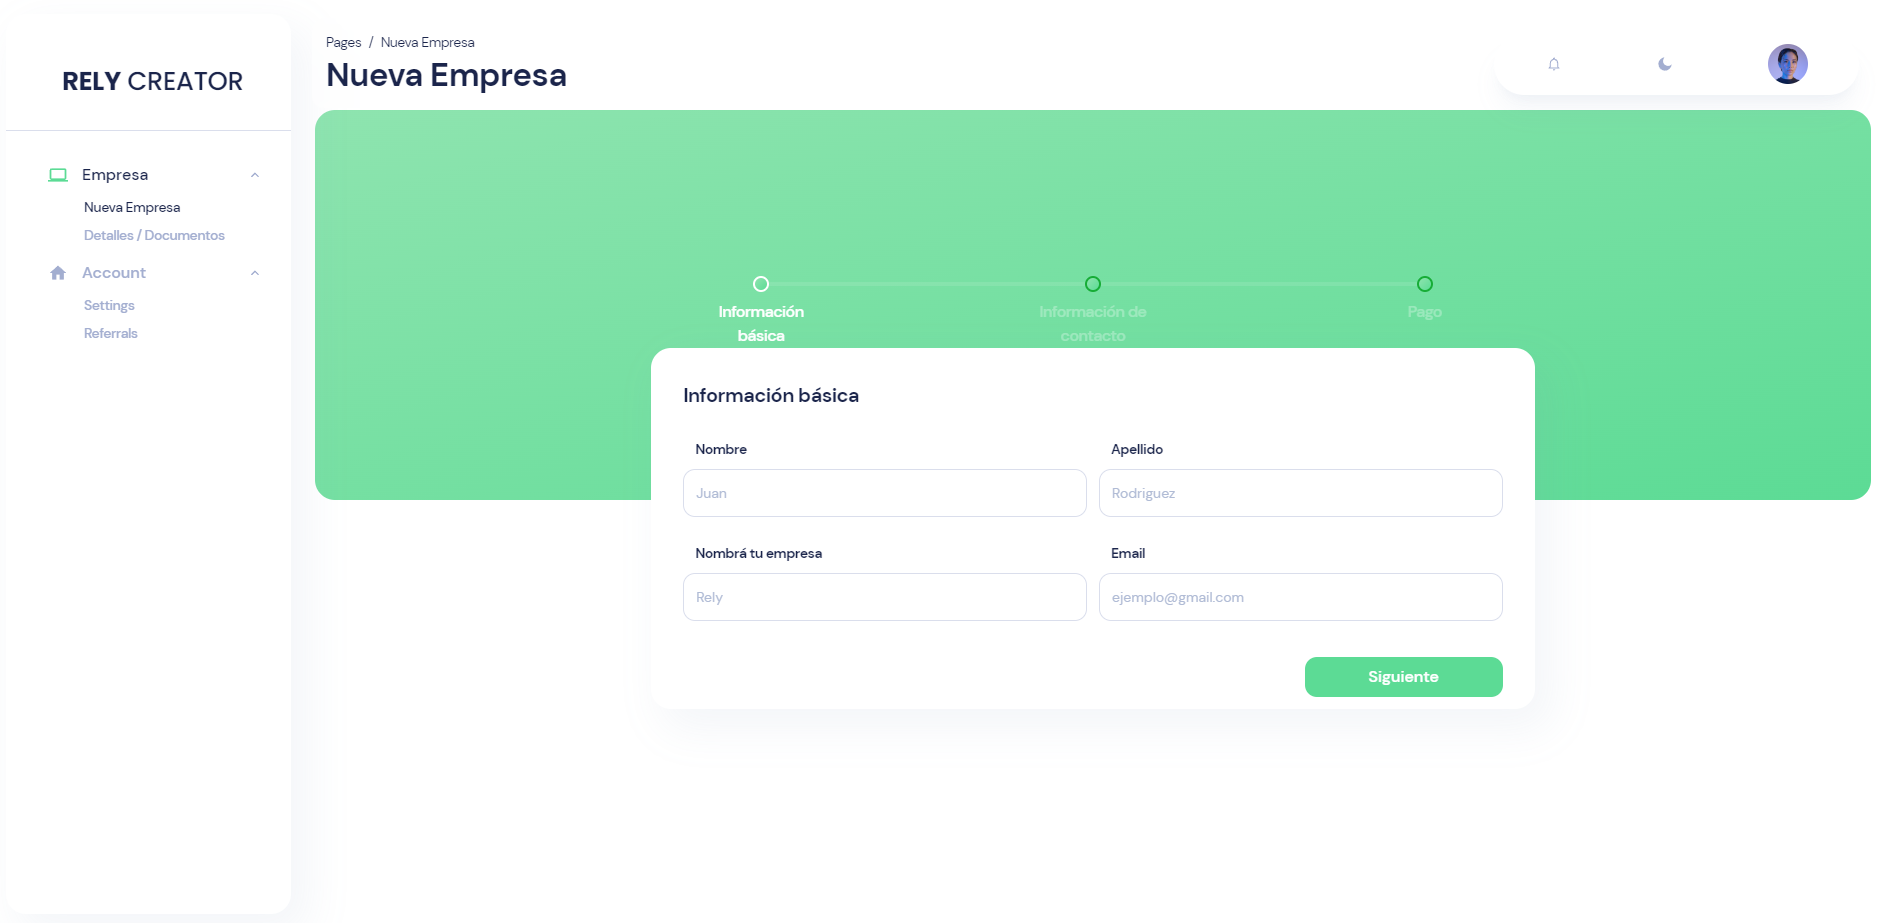 RELY CREATOR
Empresa
Nueva Empresa
Detalles / Documentos
Account
Settings
Referrals
Pages / Nueva Empresa
Nueva Empresa
Información
básica
Información de
contacto
Pago
Información básica
Nombre
Apellido
Juan
Rodriguez
Nombrá tu empresa
Email
Rely
ejemplo@gmail.com
Siguiente